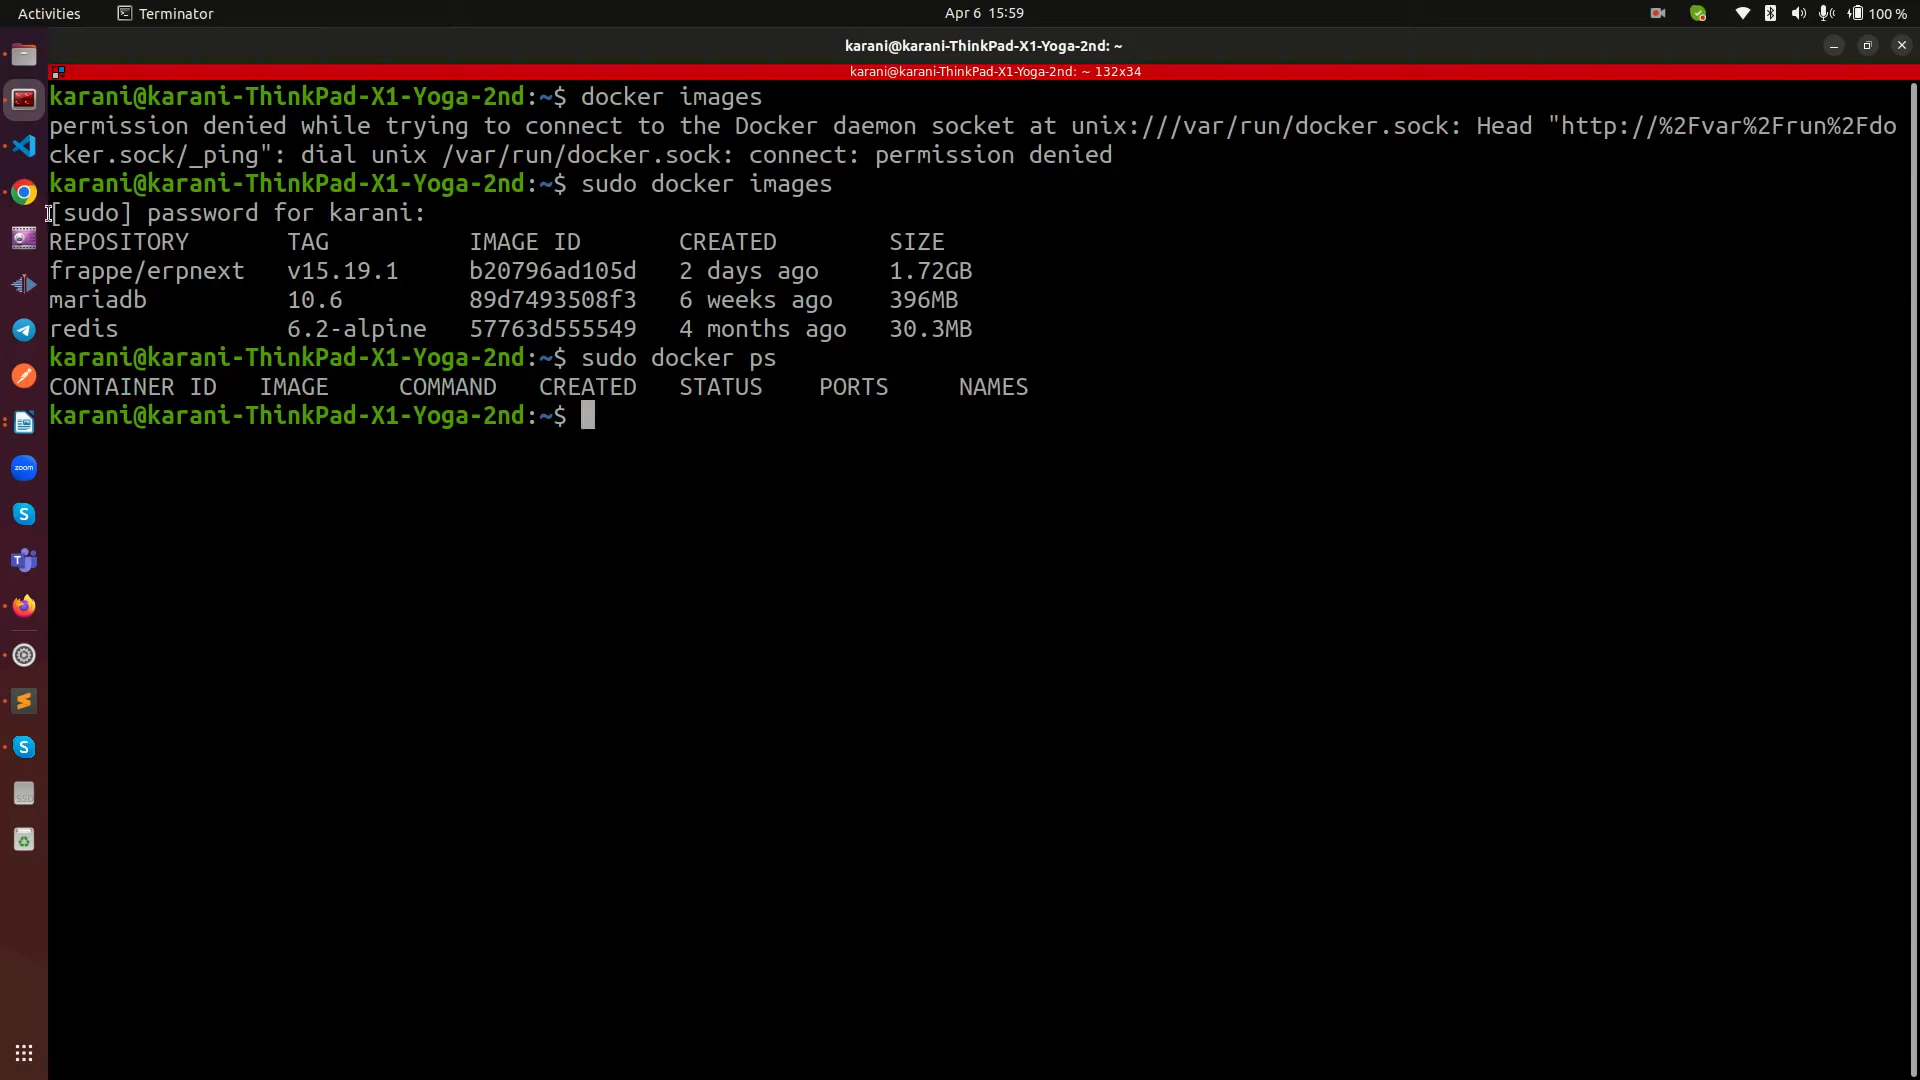 Activities Terminator Apr 6 15:59 100 %
karani@karani-ThinkPad-X1-Yoga-2nd: ~
karani@karani-ThinkPad-X1-Yoga-2nd: ~ 132x34
karani@karani-ThinkPad-X1-Yoga-2nd:~$ docker images
permission denied while trying to connect to the Docker daemon socket at unix:///var/run/docker.sock: Head "http://%2Fvar%2Frun%2Fdo
cker.sock/_ping": dial unix /var/run/docker.sock: connect: permission denied
karani@karani-ThinkPad-X1-Yoga-2nd:~$ sudo docker images
[sudo] password for karani:
REPOSITORY TAG IMAGE ID CREATED SIZE
frappe/erpnext v15.19.1 b20796ad105d 2 days ago 1.72GB
mariadb 10.6 89d7493508f3 6 weeks ago 396MB
redis 6.2-alpine 57763d555549 4 months ago 30.3MB
karani@karani-ThinkPad-X1-Yoga-2nd:~$ sudo docker ps
CONTAINER ID IMAGE COMMAND CREATED STATUS PORTS NAMES
karani@karani-ThinkPad-X1-Yoga-2nd:~$
zoom
S
T
S
SSD